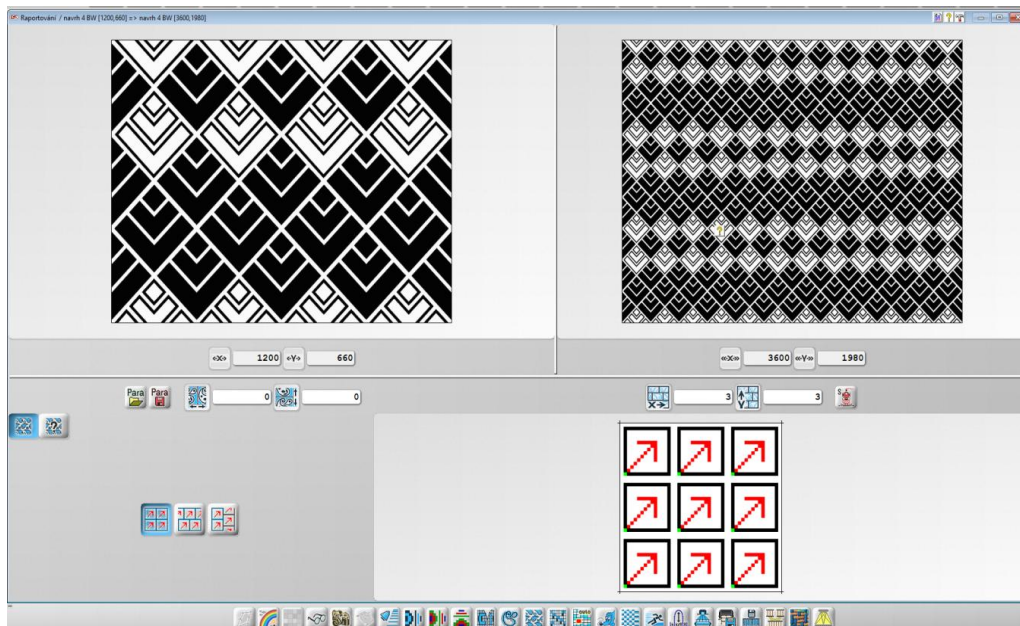 Raportování / navrh 4 BW [1200,660] => navrh 4 BW [3600,1980]
«X» 1200 «Y» 660
«X» 3600 «Y» 1980
Para Para 0 0
X 3 Y 3